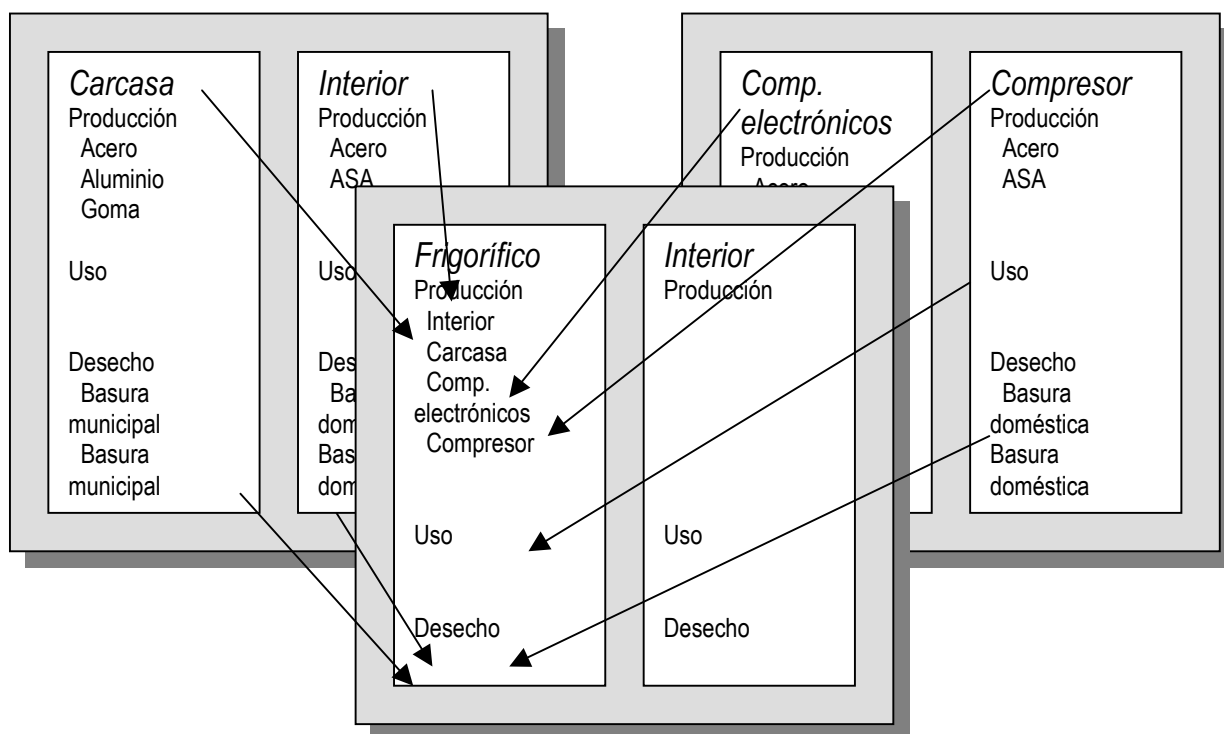 Carcasa
Producción
Acero
Aluminio
Goma
Uso
Desecho
Basura
municipal
Basura
municipal
Interior
Producción
Acero
ASA
Uso
Comp.
electrónicos
Producción
Acero
Compresor
Producción
Acero
ASA
Uso
Desecho
Basura
doméstica
Basura
doméstica
Frigorífico
Producción
Interior
Carcasa
Comp.
electrónicos
Compresor
Uso
Desecho
Interior
Producción
Uso
Desecho